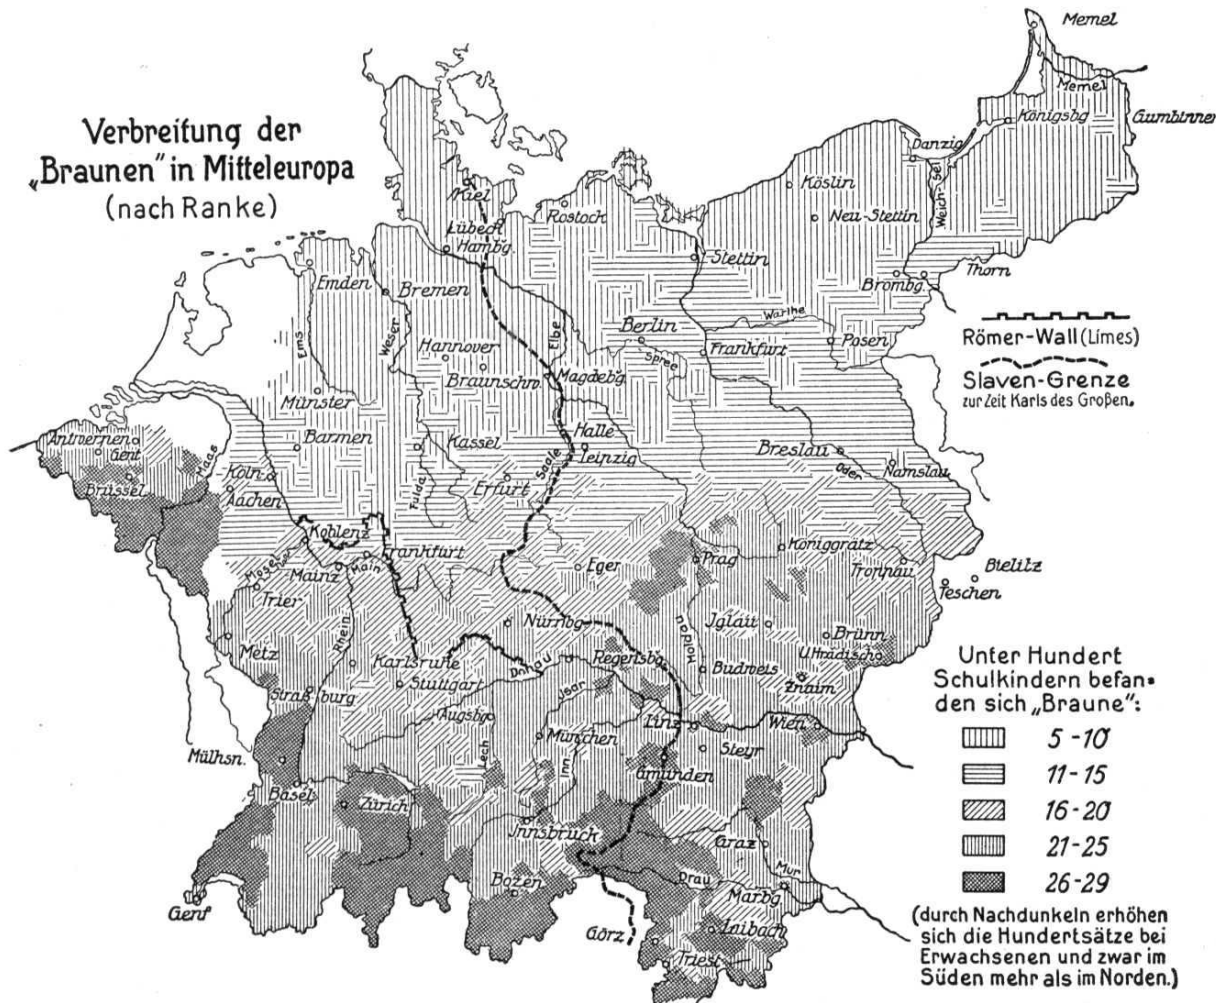 Verbreitung der
„Braunen" in Mitteleuropa
(nach Ranke)
Memel
Memel
Königsbg
Gumbinnen
Danzig
Weich-sel
Kiel
Köslin
Rostock
Neu-Stettin
Lübeck
Hambg.
Stettin
Thorn
Brombg.
Emden
Bremen
Ems
Weser
Elbe
Berlin
Warthe
Posen
Hannover
Spree
Frankfurt
Braunschw.
Magdebg.
Münster
Römer-Wall (Limes)
Slaven-Grenze
zur Zeit Karls des Großen.
Antwerpen
Gent
Barmen
Kassel
Halle
Leipzig
Breslau
Oder
Namslau
Maas
Köln
Brüssel
Aachen
Fulda
Erfurt
Saale
Koblenz
Frankfurt
Mosel
Mainz
Main
Eger
Prag
Königgrätz
Troppau
Bielitz
Teschen
Trier
Rhein
Nürnbg.
Moldau
Iglau
Brünn
U.Hradisch
Metz
Karlsruhe
Regensbg.
Budweis
Donau
Stuttgart
Znaim
Straßburg
Isar
Augsbg.
Linz
Wien
Mülhsn.
Lech
München
Inn
Steyr
Gmünden
Basel
Zürich
Innsbruck
Graz
Mur
Bozen
Drau
Marbg.
Genf
Görz
Laibach
Triest
Unter Hundert
Schulkindern befan-
den sich „Braune":
5-10
11-15
16-20
21-25
26-29
(durch Nachdunkeln erhöhen
sich die Hundertsätze bei
Erwachsenen und zwar im
Süden mehr als im Norden.)